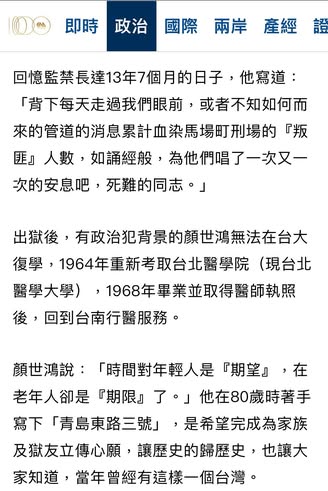 即時 政治 國際 兩岸 產經 證
回憶監禁長達13年7個月的日子，他寫道：
「背下每天走過我們眼前，或者不知如何而
來的管道的消息累計血染馬場町刑場的『叛
匪』人數，如誦經般，為他們唱了一次又一
次的安息吧，死難的同志。」
出獄後，有政治犯背景的顏世鴻無法在台大
復學，1964年重新考取台北醫學院（現台北
醫學大學），1968年畢業並取得醫師執照
後，回到台南行醫服務。
顏世鴻說：「時間對年輕人是『期望』，在
老年人卻是『期限』了。」他在80歲時著手
寫下「青島東路三號」，是希望完成為家族
及獄友立傳心願，讓歷史的歸歷史，也讓大
家知道，當年曾經有這樣一個台灣。